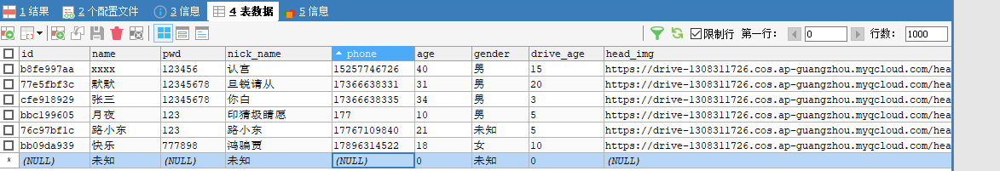 1 结果 2 个配置文件 3 信息 4 表数据 5 信息
限制行 第一行: 0 行数: 1000
id name pwd nick_name phone age gender drive_age head_img
b8fe997aa xxxx 123456 认宫 15257746726 40 男 15 https://drive-1308311726.cos.ap-guangzhou.myqcloud.com/hea
77e5fbf3c 默默 12345678 旦锐请从 17366638331 31 男 20 https://drive-1308311726.cos.ap-guangzhou.myqcloud.com/hea
cfe918929 张三 12345678 你白 17366638335 34 男 3 https://drive-1308311726.cos.ap-guangzhou.myqcloud.com/hea
bbc199605 月夜 123 印猜圾睛愿 177 10 男 5 https://drive-1308311726.cos.ap-guangzhou.myqcloud.com/hea
76c97bf1c 路小东 123 路小东 17767109840 21 未知 5 https://drive-1308311726.cos.ap-guangzhou.myqcloud.com/hea
bb09da939 快乐 777898 鸿骗贾 17896314522 18 女 10 https://drive-1308311726.cos.ap-guangzhou.myqcloud.com/hea
* (NULL) 未知 (NULL) 未知 (NULL) 0 未知 0 (NULL)